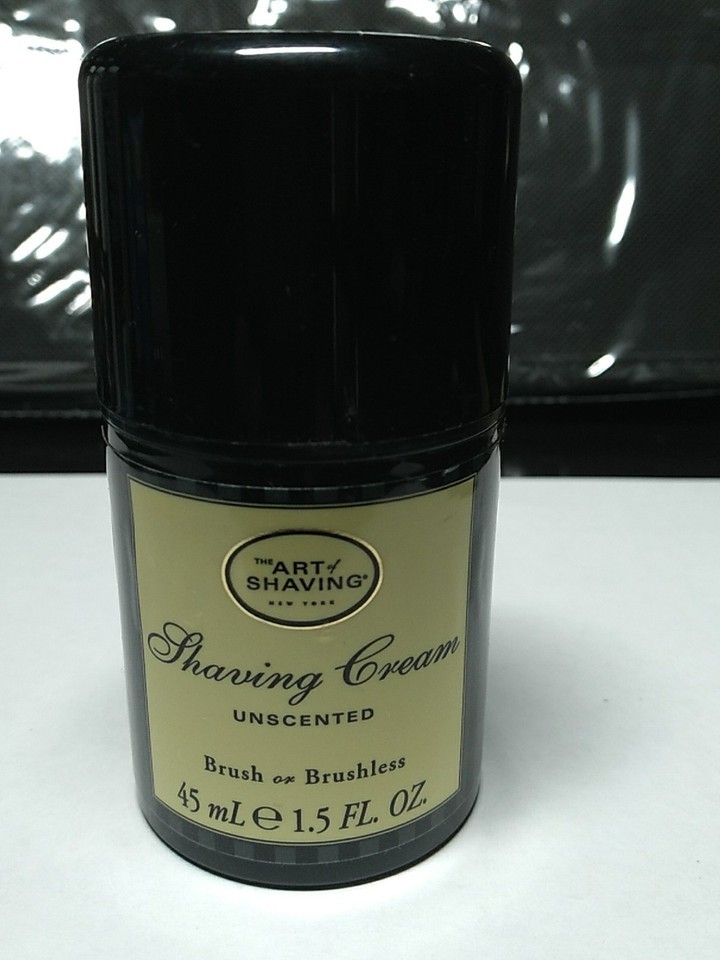 THE ART of
SHAVING®
NEW YORK
Shaving Cream
UNSCENTED
Brush or Brushless
45 mL ℮ 1.5 FL. OZ.